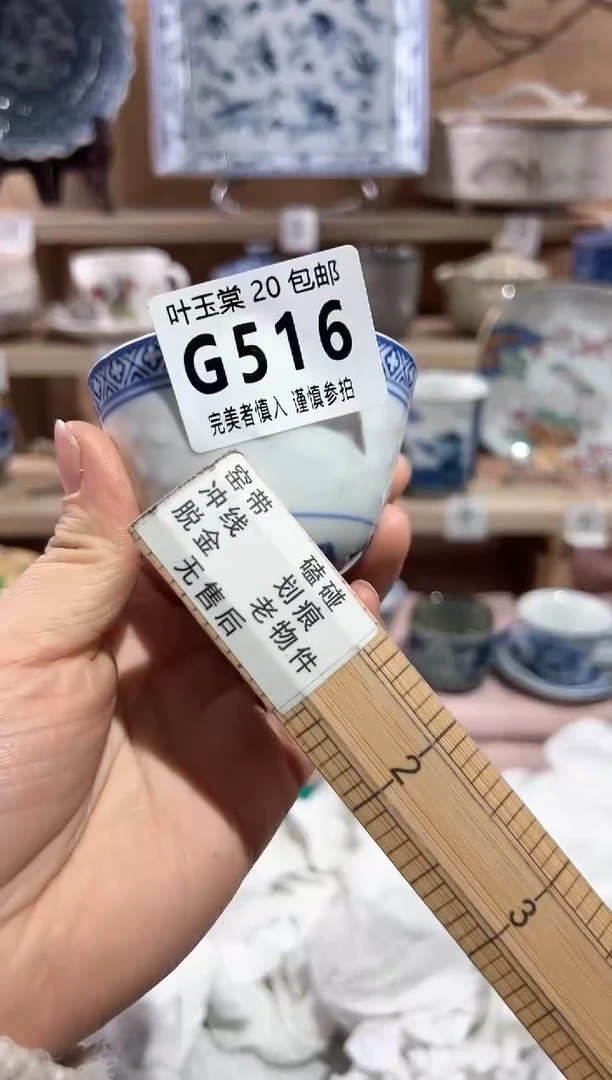 叶玉棠 20 包邮
G516
完美者慎入 谨慎参拍
窑带 磕碰
冲线 划痕
脱金 老物件
无售后
2
3